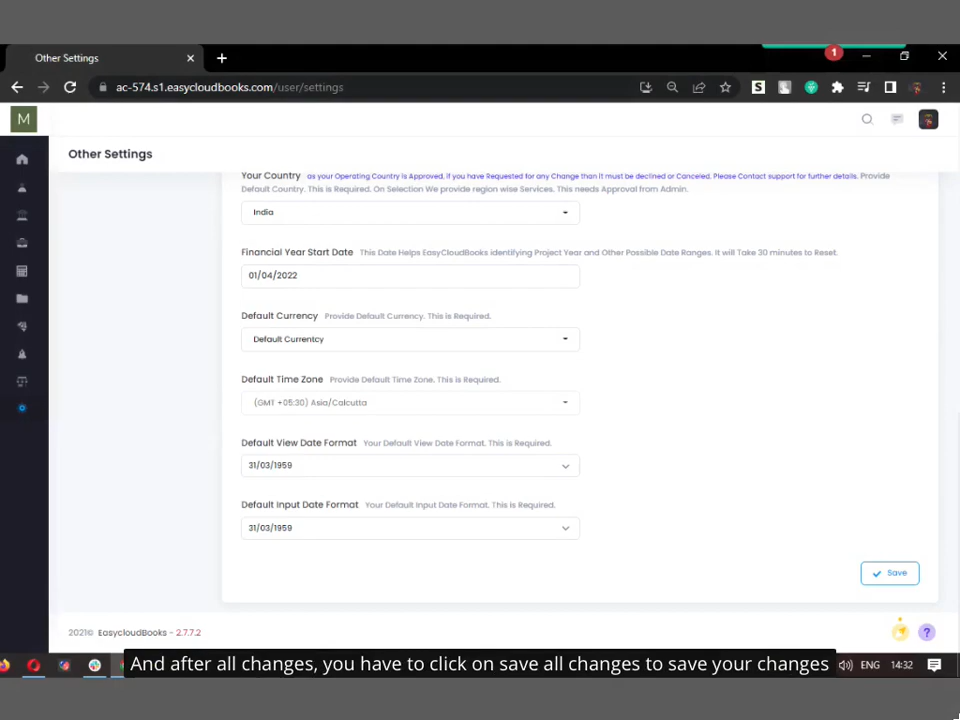 Other Settings
1
ac-574.s1.easycloudbooks.com/user/settings
S
M
Other Settings
Your Country as your Operating Country is Approved, if you have Requested for any Change than It must be declined or Canceled. Please Contact support for further details. Provide
Default Country. This is Required. On Selection We provide region wise Services. This needs Approval from Admin.
India
Financial Year Start Date This Date Helps EasyCloudBooks identifying Project Year and Other Possible Date Ranges. It will Take 30 minutes to Reset.
01/04/2022
Default Currency Provide Default Currency. This is Required.
Default Currentcy
Default Time Zone Provide Default Time Zone. This is Required.
(GMT +05:30) Asia/Calcutta
Default View Date Format Your Default View Date Format. This is Required.
31/03/1959
Default Input Date Format Your Default Input Date Format. This is Required.
31/03/1959
Save
2021© EasycloudBooks - 2.7.7.2
?
And after all changes, you have to click on save all changes to save your changes
ENG 14:32